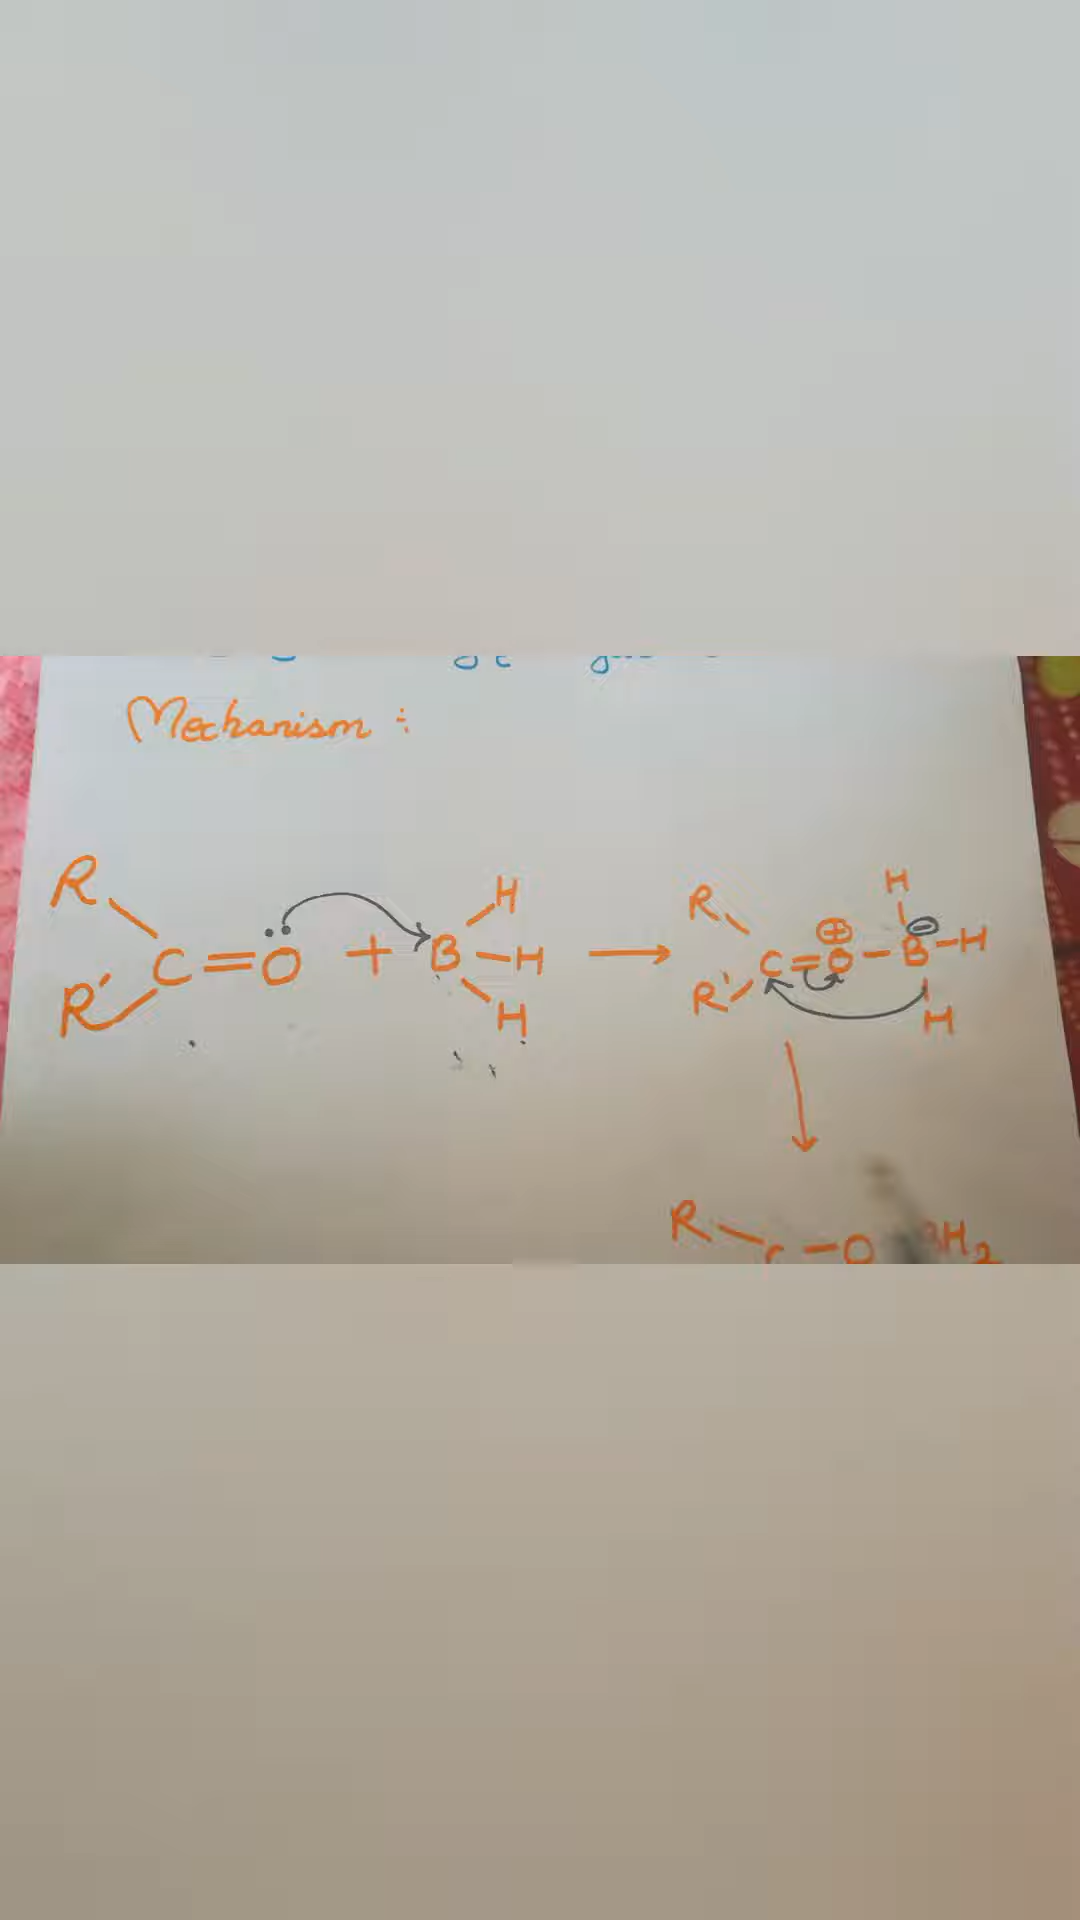 Mechanism :-
R
R'
C=Ö + B
H
-H
H
R
R'
C=O-B-H
⊕
⊖
H
H
R
-O
BH2